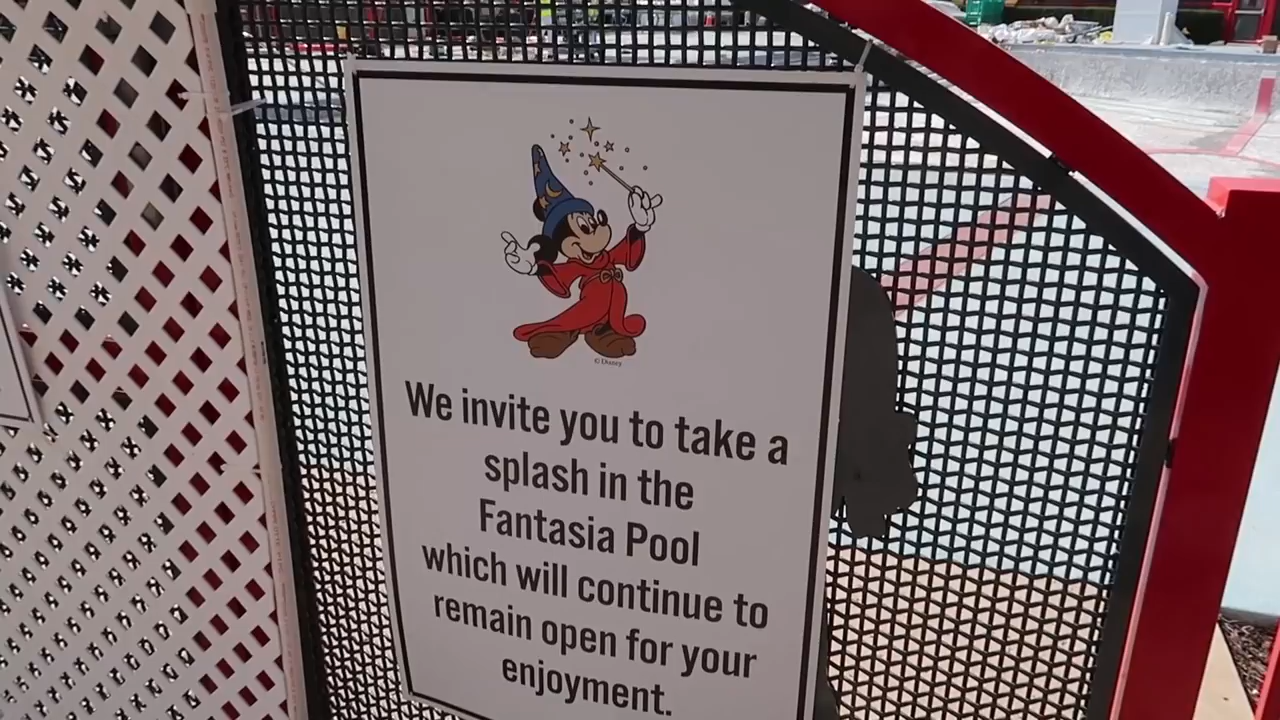 © Disney
We invite you to take a
splash in the
Fantasia Pool
which will continue to
remain open for your
enjoyment.